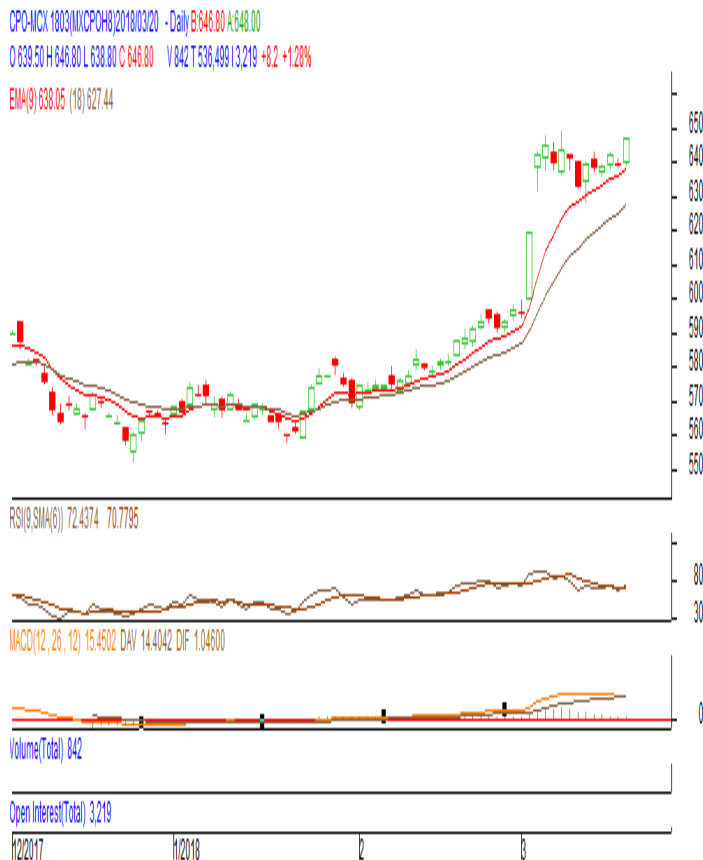 CPO-MCX 1803(MXCPOH8)2018/03/20 - Daily B:646.80 A:648.00
O 639.50 H 646.80 L 638.80 C 646.80 V 842 T 536,499 I 3,219 +8.2 +1.28%
EMA(9) 638.05 (18) 627.44
650
640
630
620
610
600
590
580
570
560
550
RSI(9,SMA(6)) 72.4374 70.7795
80
30
MACD(12 , 26 , 12) 15.4502 DAV 14.4042 DIF 1.04600
0
Volume(Total) 842
Open Interest(Total) 3,219
12/2017 1/2018 2 3